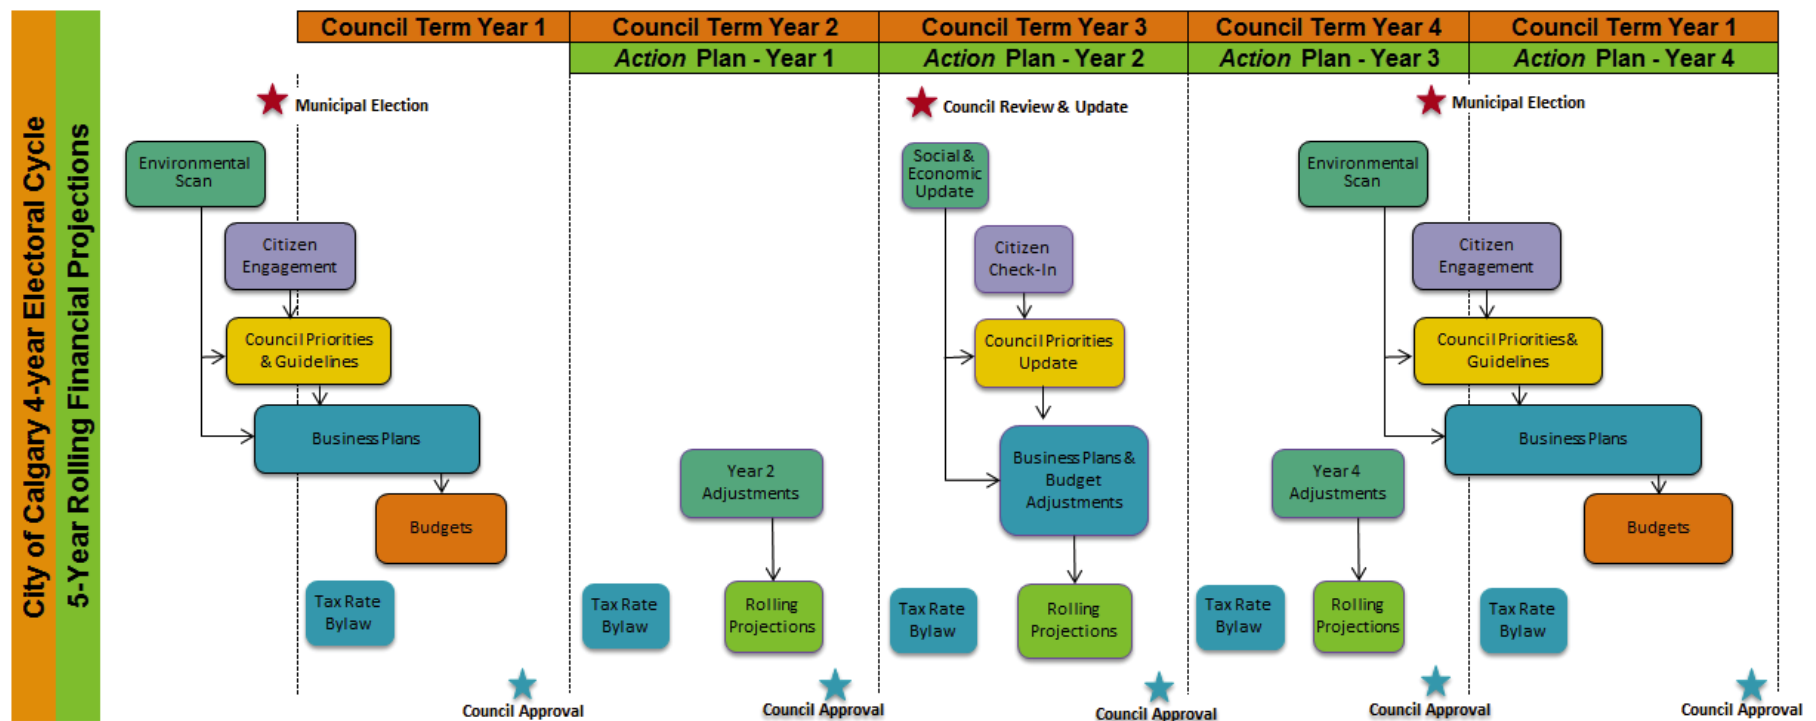 City of Calgary 4-year Electoral Cycle
5-Year Rolling Financial Projections
Council Term Year 1
Council Term Year 2
Council Term Year 3
Council Term Year 4
Council Term Year 1
Action Plan - Year 1
Action Plan - Year 2
Action Plan - Year 3
Action Plan - Year 4
Municipal Election
Council Review & Update
Municipal Election
Environmental
Scan
Citizen
Engagement
Council Priorities
& Guidelines
Business Plans
Budgets
Tax Rate
Bylaw
Council Approval
Year 2
Adjustments
Tax Rate
Bylaw
Rolling
Projections
Council Approval
Social &
Economic
Update
Citizen
Check-In
Council Priorities
Update
Business Plans &
Budget
Adjustments
Tax Rate
Bylaw
Rolling
Projections
Council Approval
Environmental
Scan
Year 4
Adjustments
Tax Rate
Bylaw
Rolling
Projections
Council Approval
Citizen
Engagement
Council Priorities &
Guidelines
Business Plans
Budgets
Tax Rate
Bylaw
Council Approval